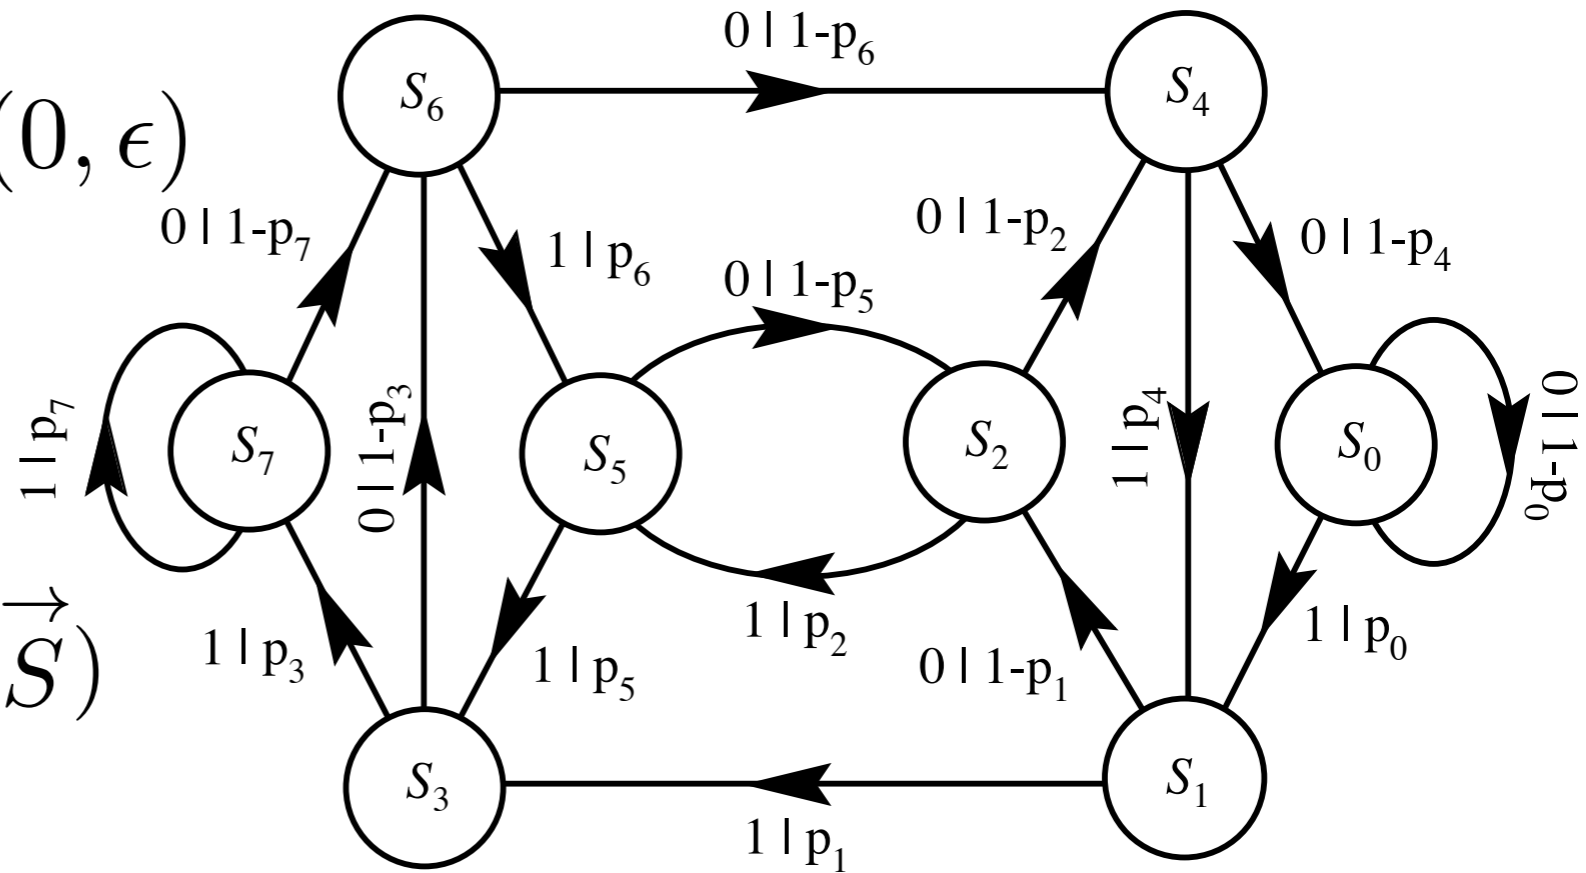 0 | 1-p₆
S₆
S₄
(0, ϵ)
0 | 1-p₇
1 | p₆
0 | 1-p₂
0 | 1-p₄
0 | 1-p₅
1 | p₇
S₇
0 | 1-p₃
S₅
S₂
1 | p₄
S₀
0 | 1-p₀
1 | p₃
1 | p₅
1 | p₂
0 | 1-p₁
1 | p₀
S⃗)
S₃
S₁
1 | p₁